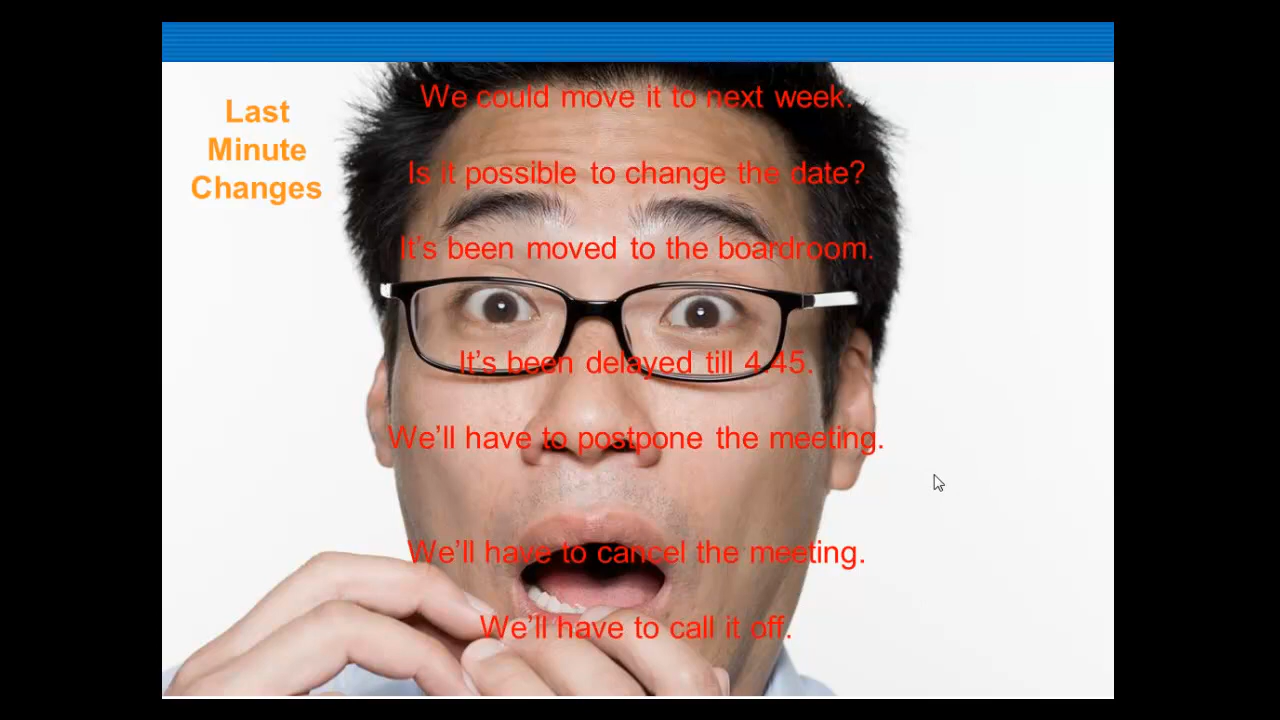 Last
Minute
Changes
We could move it to next week.
Is it possible to change the date?
It's been moved to the boardroom.
It's been delayed till 4.45.
We'll have to postpone the meeting.
We'll have to cancel the meeting.
We'll have to call it off.